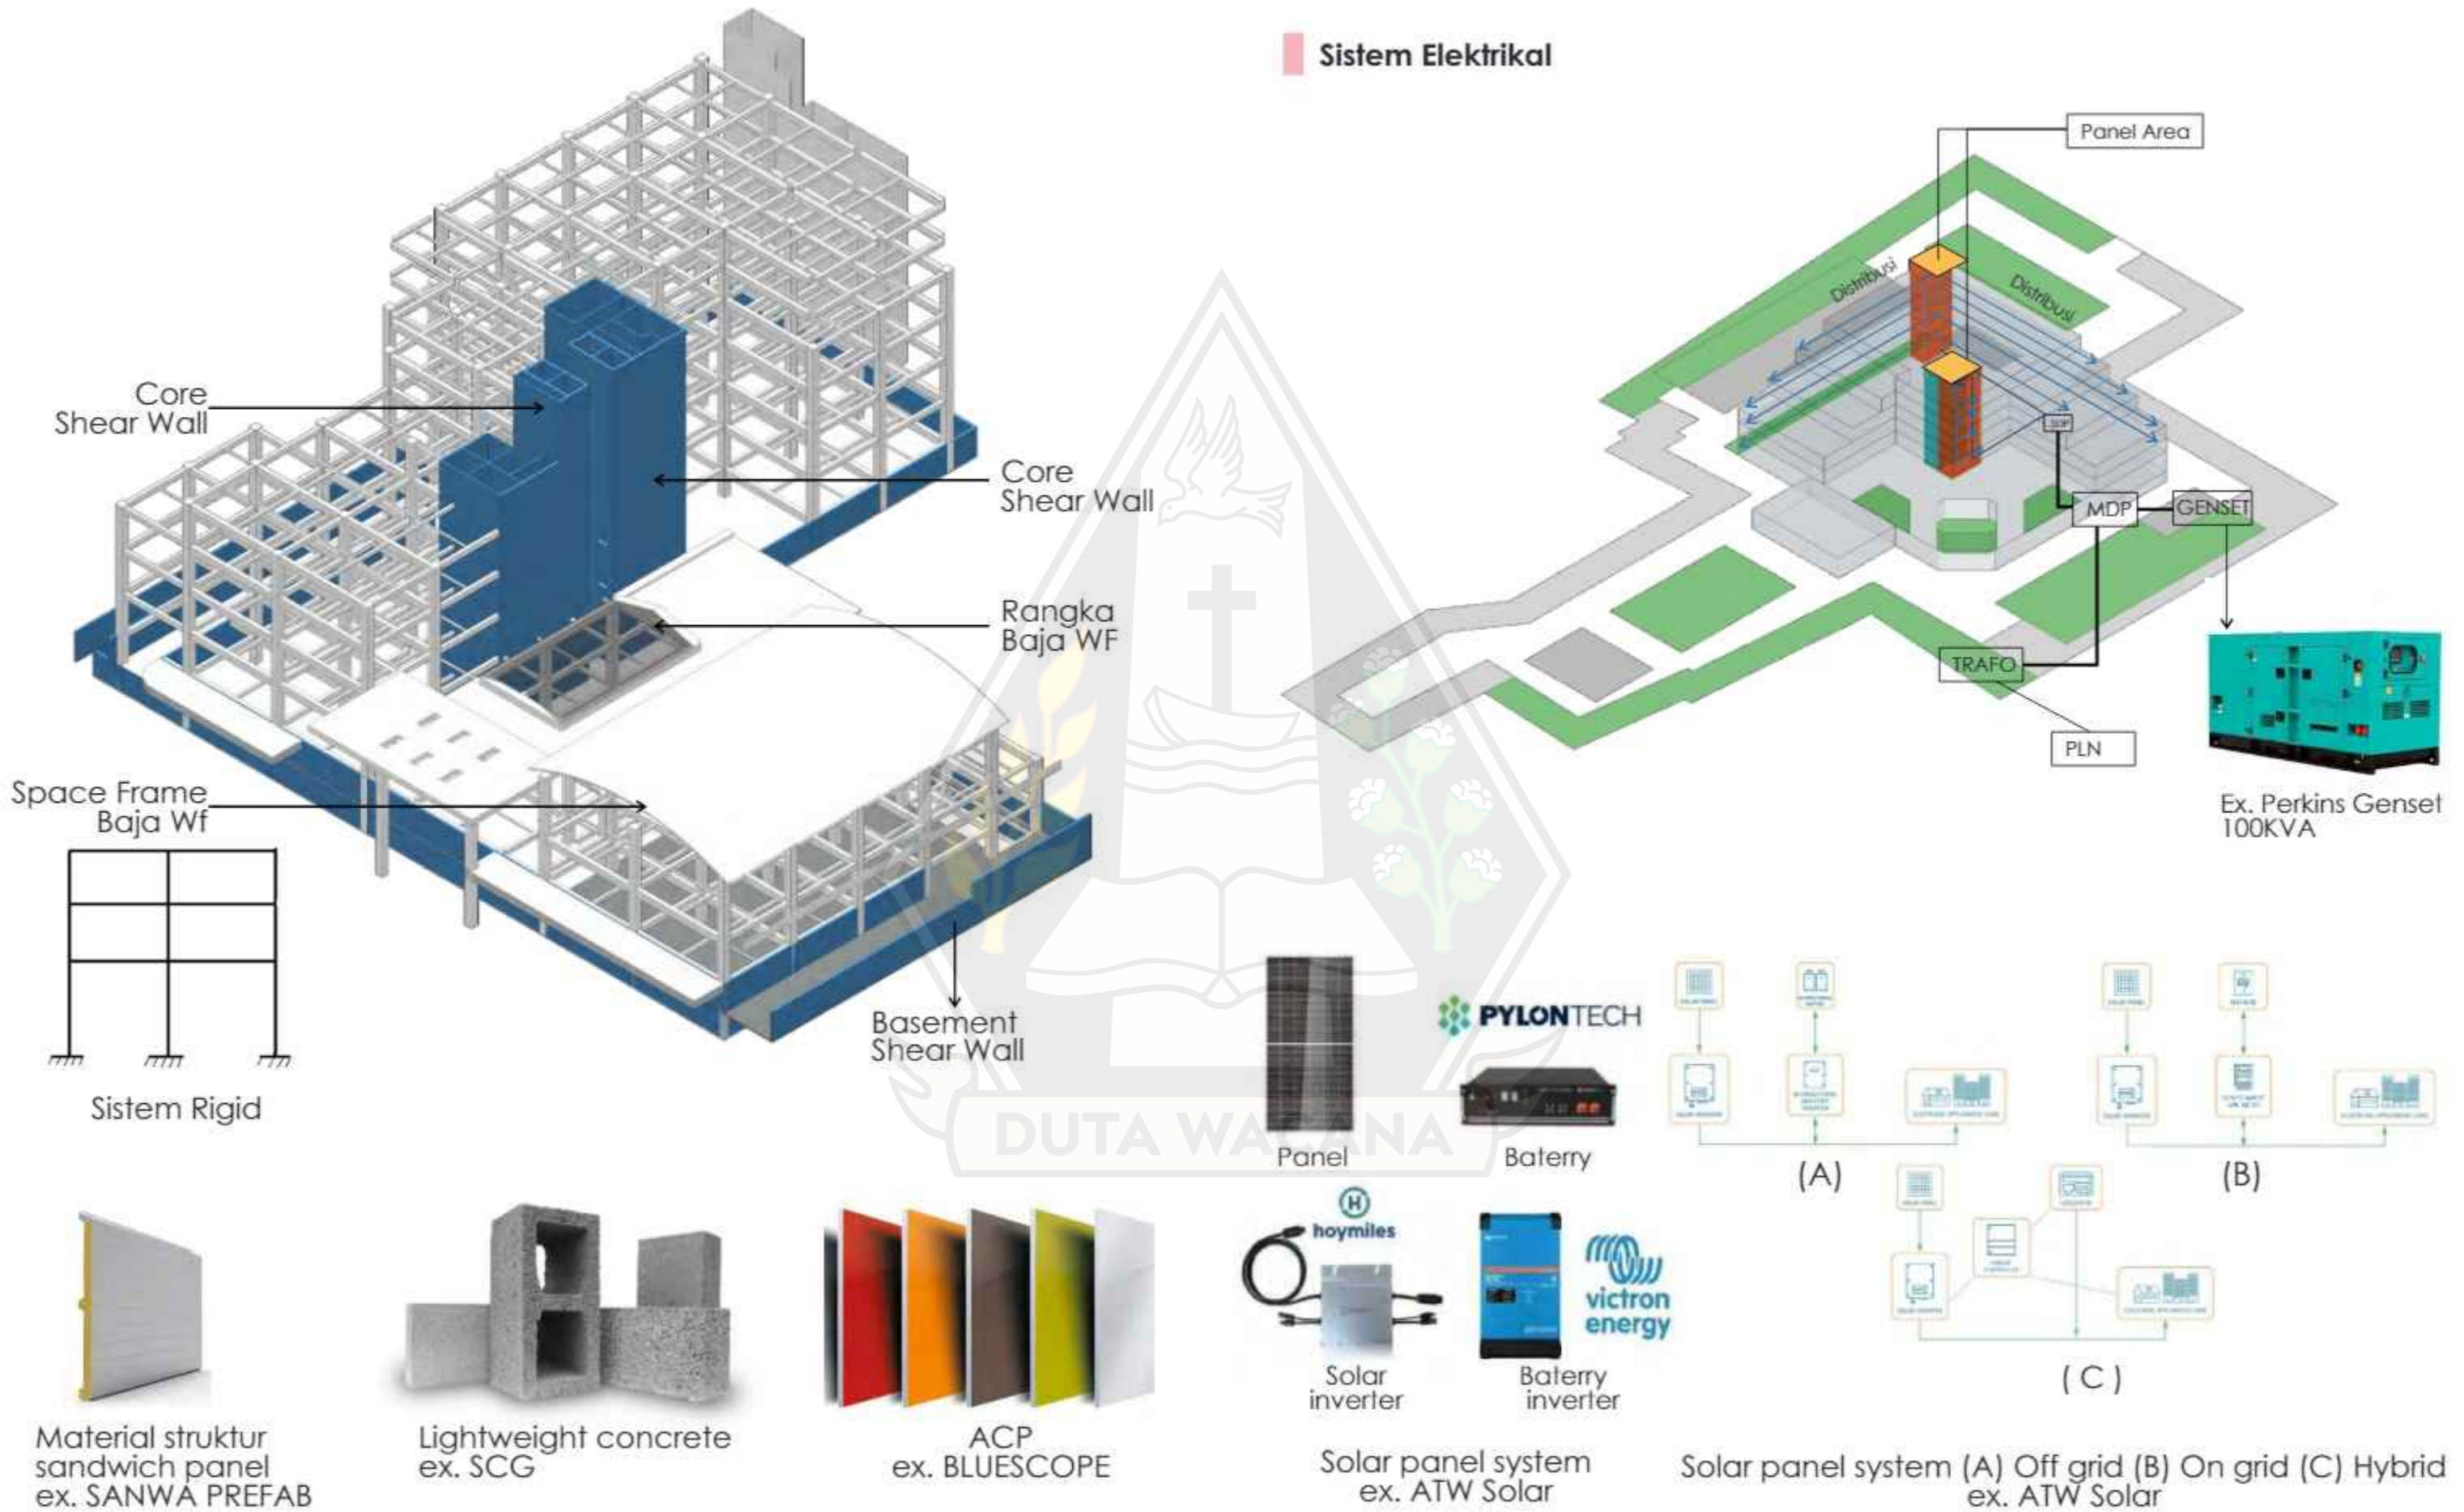 Sistem Elektrikal
Core
Shear Wall
Core
Shear Wall
Rangka
Baja WF
Space Frame
Baja Wf
Basement
Shear Wall
Sistem Rigid
Material struktur
sandwich panel
ex. SANWA PREFAB
Lightweight concrete
ex. SCG
ACP
ex. BLUESCOPE
Panel Area
Distribusi
Distribusi
SDP
MDP
GENSET
TRAFO
PLN
Ex. Perkins Genset
100KVA
DUTA WACANA
Panel
PYLONTECH
Baterry
hoymiles
Solar
inverter
victron
energy
Baterry
inverter
Solar panel system
ex. ATW Solar
(A)
(B)
( C )
Solar panel system (A) Off grid (B) On grid (C) Hybrid
ex. ATW Solar